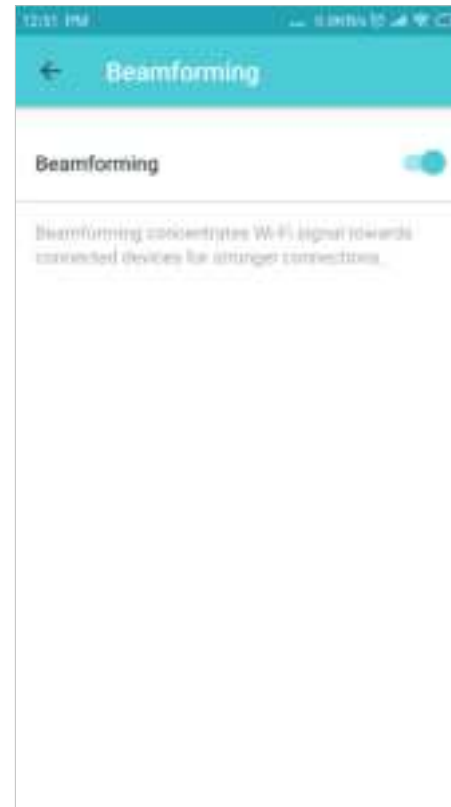 12:51 PM
Beamforming
Beamforming
Beamforming concentrates Wi-Fi signal towards
connected devices for stronger connections.